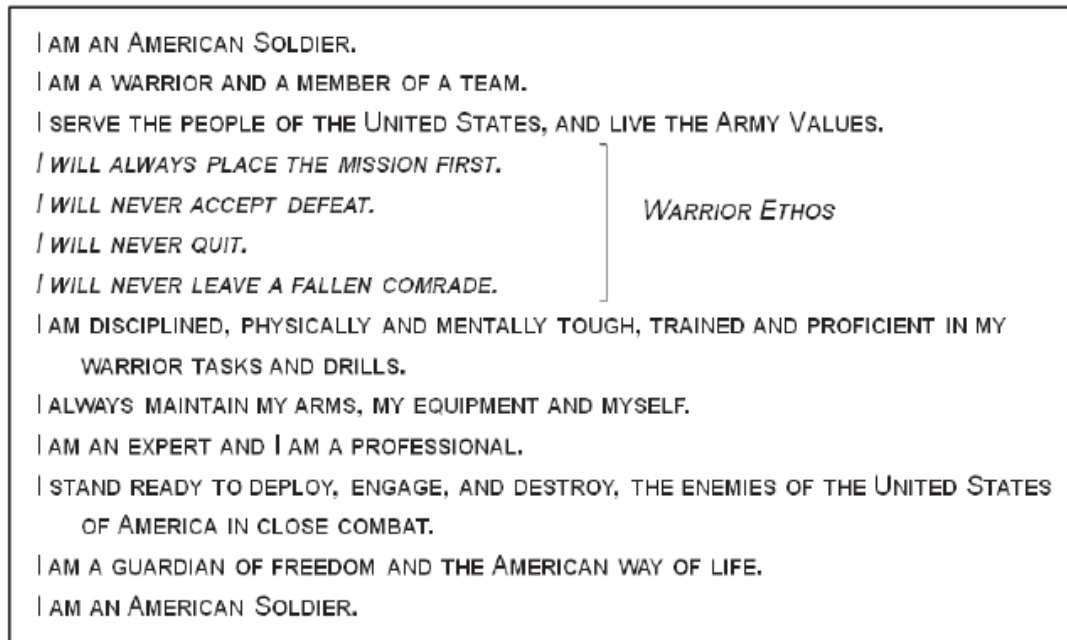 I AM AN AMERICAN SOLDIER.
I AM A WARRIOR AND A MEMBER OF A TEAM.
I SERVE THE PEOPLE OF THE UNITED STATES, AND LIVE THE ARMY VALUES.
I WILL ALWAYS PLACE THE MISSION FIRST.
I WILL NEVER ACCEPT DEFEAT.
WARRIOR ETHOS
I WILL NEVER QUIT.
I WILL NEVER LEAVE A FALLEN COMRADE.
I AM DISCIPLINED, PHYSICALLY AND MENTALLY TOUGH, TRAINED AND PROFICIENT IN MY
WARRIOR TASKS AND DRILLS.
I ALWAYS MAINTAIN MY ARMS, MY EQUIPMENT AND MYSELF.
I AM AN EXPERT AND I AM A PROFESSIONAL.
I STAND READY TO DEPLOY, ENGAGE, AND DESTROY, THE ENEMIES OF THE UNITED STATES
OF AMERICA IN CLOSE COMBAT.
I AM A GUARDIAN OF FREEDOM AND THE AMERICAN WAY OF LIFE.
I AM AN AMERICAN SOLDIER.